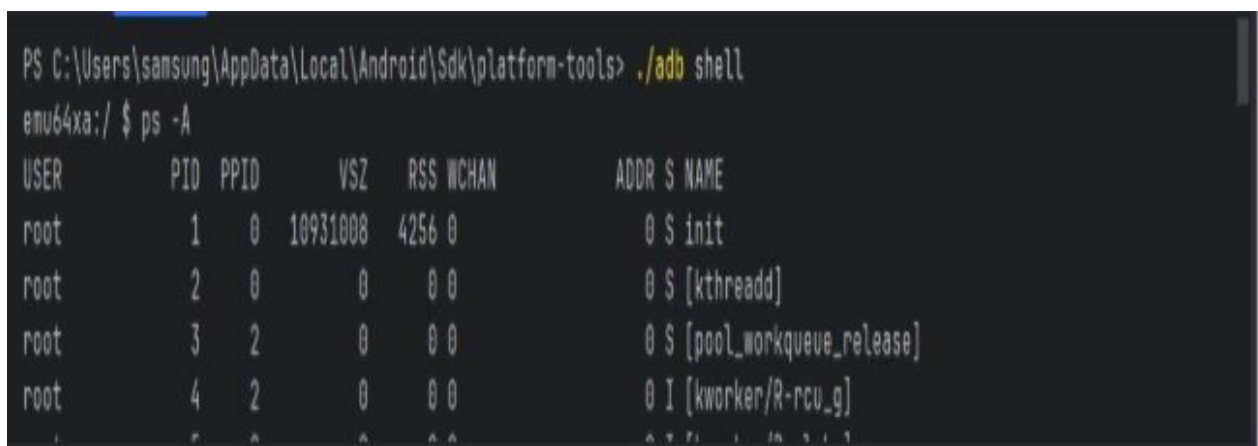 PS C:\Users\samsung\AppData\Local\Android\Sdk\platform-tools> ./adb shell
emu64xa:/ $ ps -A
USER PID PPID VSZ RSS WCHAN ADDR S NAME
root 1 0 10931008 4256 0 0 S init
root 2 0 0 0 0 0 S [kthreadd]
root 3 2 0 0 0 0 S [pool_workqueue_release]
root 4 2 0 0 0 0 I [kworker/R-rcu_g]